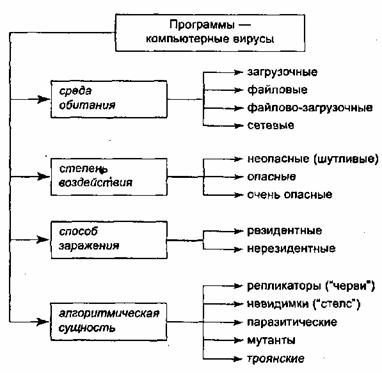 Программы —
компьютерные вирусы
среда
обитания
загрузочные
файловые
файлово-загрузочные
сетевые
степень
воздействия
неопасные (шутливые)
опасные
очень опасные
способ
заражения
резидентные
нерезидентные
алгоритмическая
сущность
репликаторы (“черви”)
невидимки (“стелс”)
паразитические
мутанты
троянские